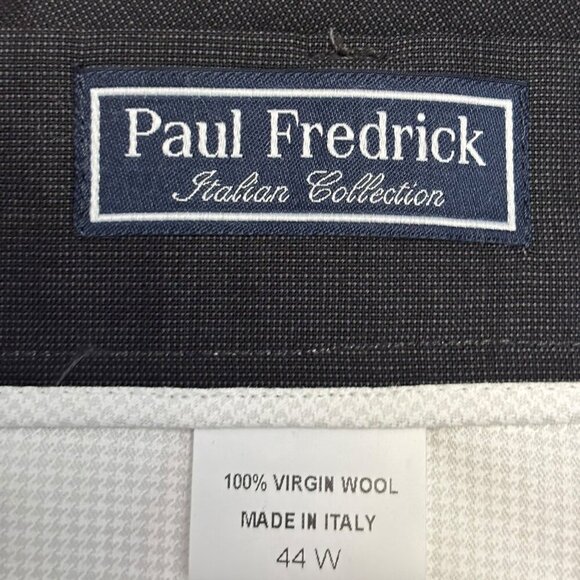 Paul Fredrick
Italian Collection
100% VIRGIN WOOL
MADE IN ITALY
44 W